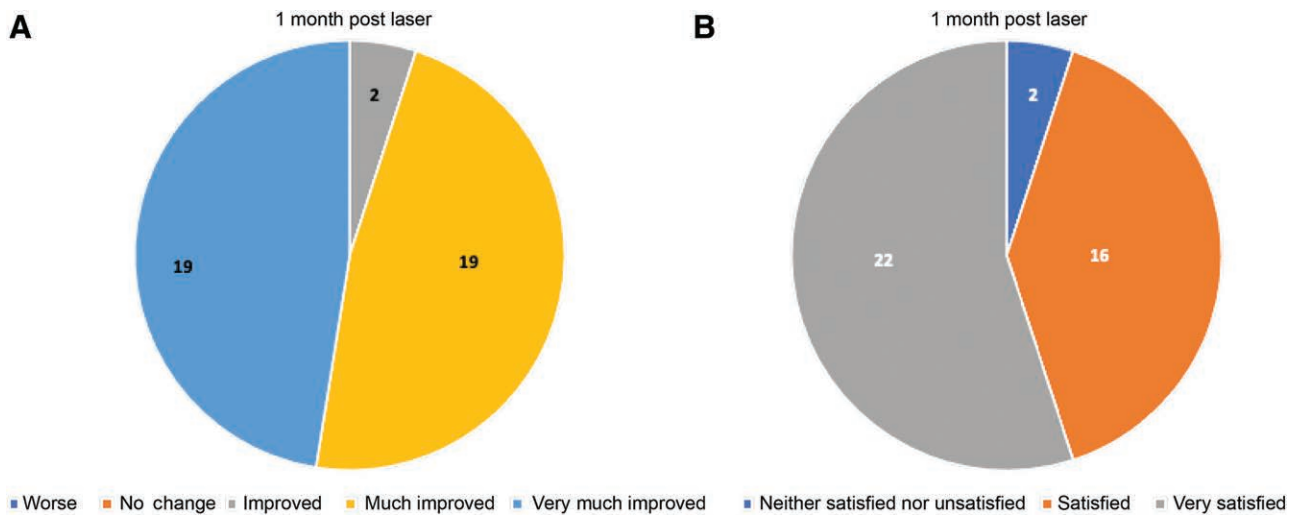 A
1 month post laser
2
19
19
Worse No change Improved Much improved Very much improved
B
1 month post laser
2
16
22
Neither satisfied nor unsatisfied Satisfied Very satisfied